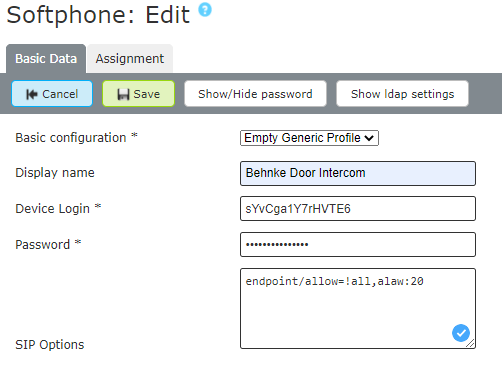 Softphone: Edit ?
Basic Data Assignment
Cancel Save Show/Hide password Show ldap settings
Basic configuration * Empty Generic Profile
Display name Behnke Door Intercom
Device Login * sYvCga1Y7rHVTE6
Password * •••••••••••••••
endpoint/allow=!all,alaw:20
SIP Options